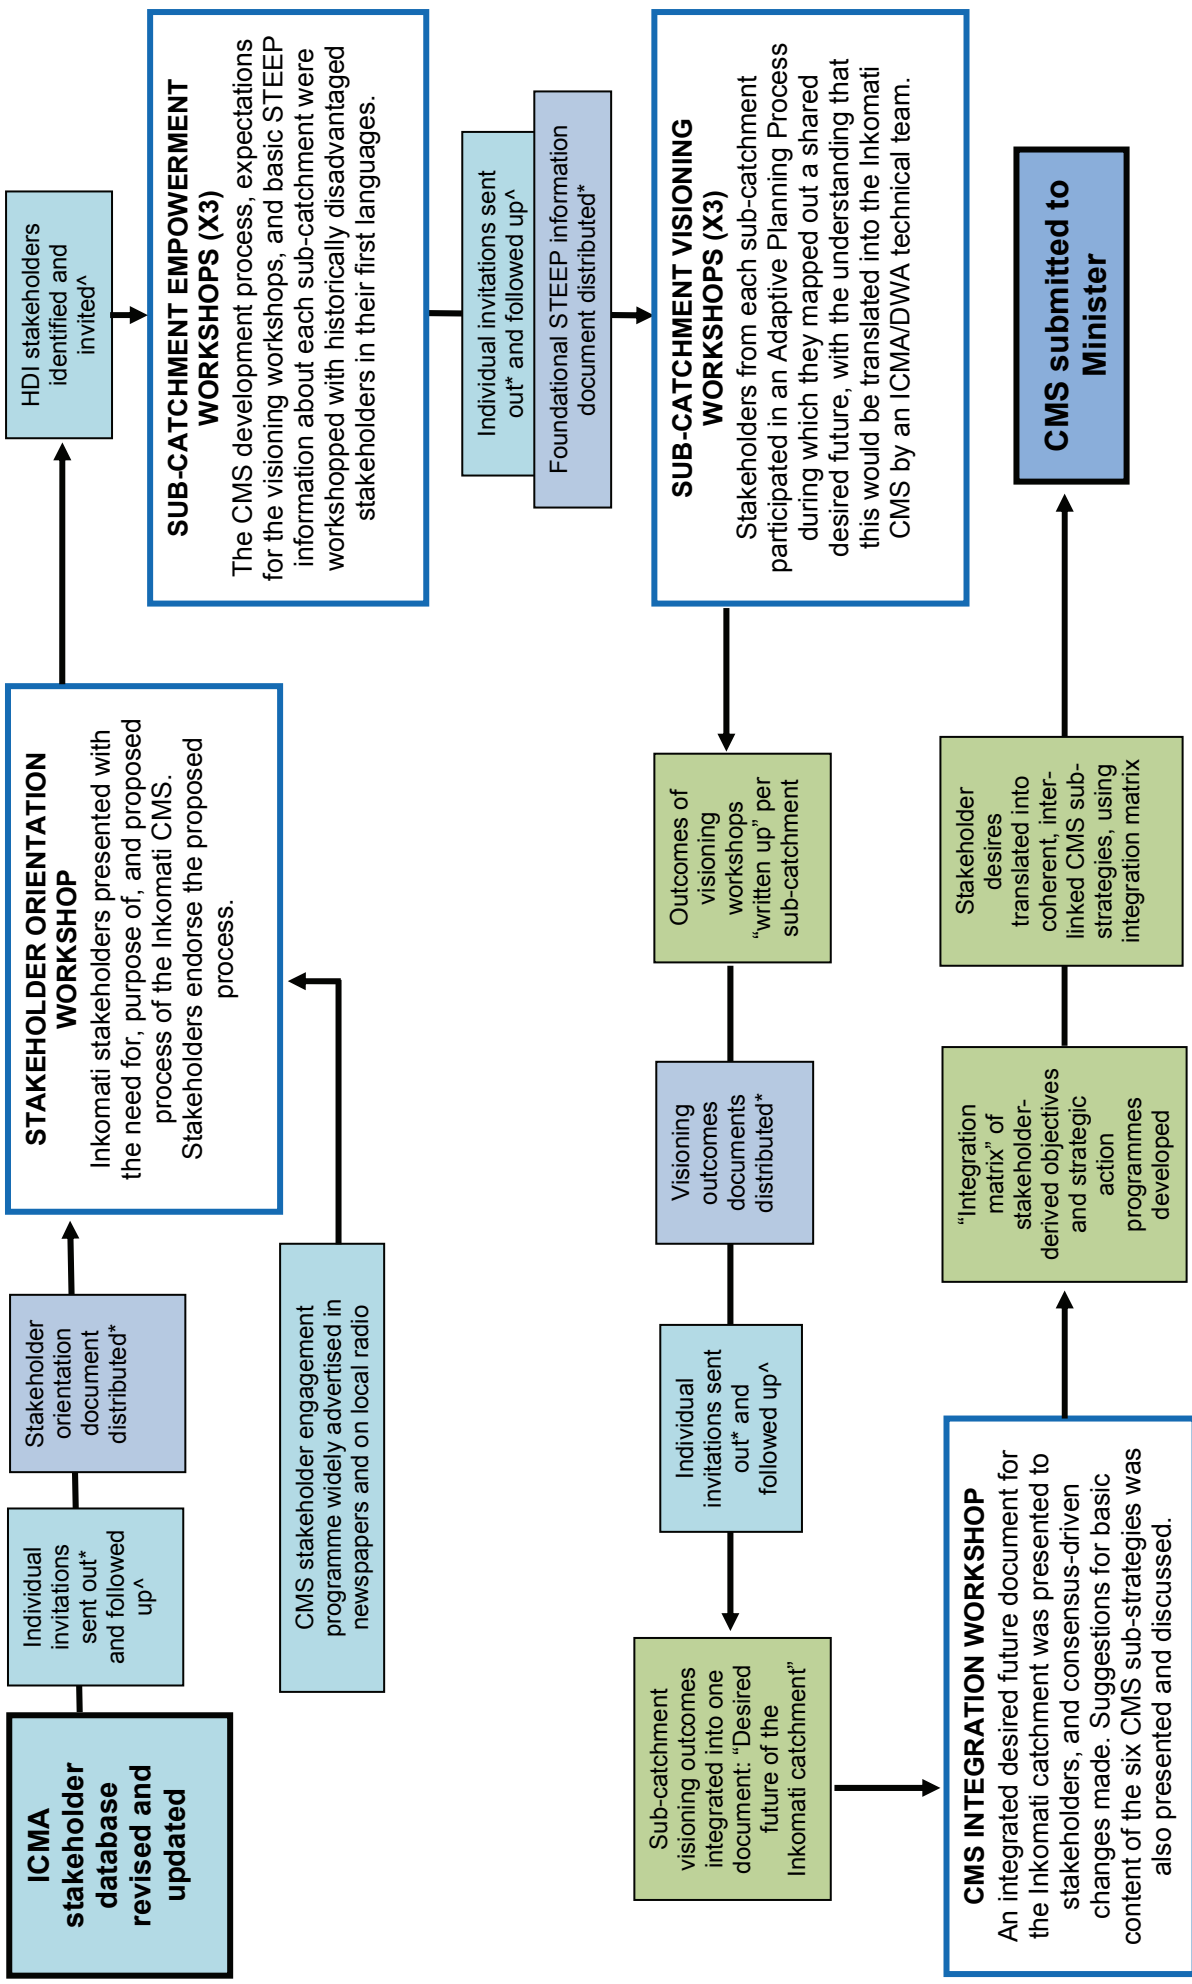 ICMA
stakeholder
database
revised and
updated
Individual
invitations
sent out*
and followed
up^
Stakeholder
orientation
document
distributed*
CMS stakeholder engagement
programme widely advertised in
newspapers and on local radio
STAKEHOLDER ORIENTATION
WORKSHOP
Inkomati stakeholders presented with
the need for, purpose of, and proposed
process of the Inkomati CMS.
Stakeholders endorse the proposed
process.
HDI stakeholders
identified and
invited^
SUB-CATCHMENT EMPOWERMENT
WORKSHOPS (X3)
The CMS development process, expectations
for the visioning workshops, and basic STEEP
information about each sub-catchment were
workshopped with historically disadvantaged
stakeholders in their first languages.
Individual invitations sent
out* and followed up^
Foundational STEEP information
document distributed*
SUB-CATCHMENT VISIONING
WORKSHOPS (X3)
Stakeholders from each sub-catchment
participated in an Adaptive Planning Process
during which they mapped out a shared
desired future, with the understanding that
this would be translated into the Inkomati
CMS by an ICMA/DWA technical team.
Outcomes of
visioning
workshops
“written up” per
sub-catchment
Visioning
outcomes
documents
distributed*
Individual
invitations sent
out* and
followed up^
Sub-catchment
visioning outcomes
integrated into one
document: “Desired
future of the
Inkomati catchment”
CMS INTEGRATION WORKSHOP
An integrated desired future document for
the Inkomati catchment was presented to
stakeholders, and consensus-driven
changes made. Suggestions for basic
content of the six CMS sub-strategies was
also presented and discussed.
“Integration
matrix” of
stakeholder-
derived objectives
and strategic
action
programmes
developed
Stakeholder
desires
translated into
coherent, inter-
linked CMS sub-
strategies, using
integration matrix
CMS submitted to
Minister